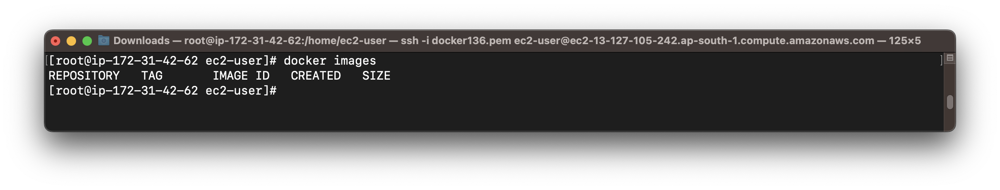 Downloads — root@ip-172-31-42-62:/home/ec2-user — ssh -i docker136.pem ec2-user@ec2-13-127-105-242.ap-south-1.compute.amazonaws.com — 125×5
[[root@ip-172-31-42-62 ec2-user]# docker images ]
REPOSITORY   TAG       IMAGE ID   CREATED   SIZE
[root@ip-172-31-42-62 ec2-user]#